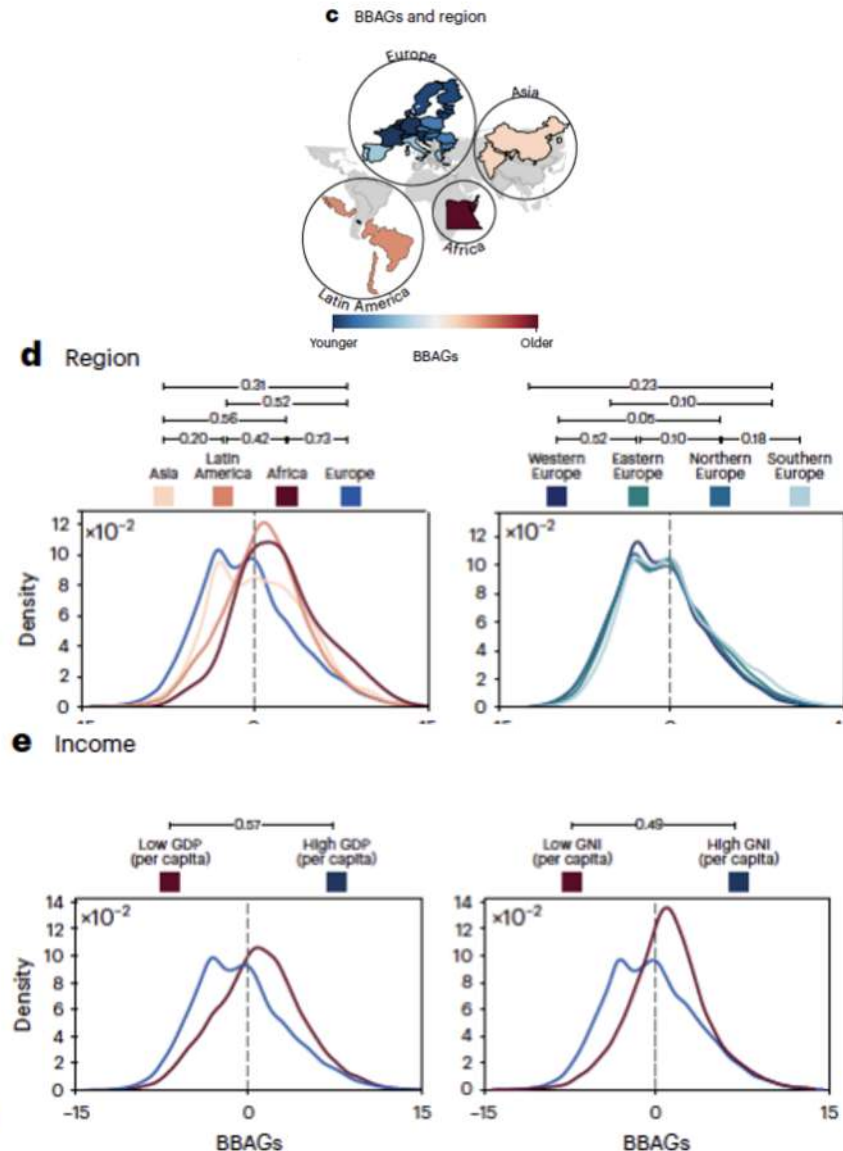 c BBAGs and region
Europe
Asia
Africa
Latin America
Younger Older
BBAGs
d Region
0.31
0.52
0.56
0.20 0.42 0.73
Asia Latin America Africa Europe
0.23
0.10
0.05
0.52 0.10 0.18
Western Europe Eastern Europe Northern Europe Southern Europe
×10⁻²
12
10
8
6
4
2
0
Density
15
×10⁻²
12
10
8
6
4
2
0
e Income
0.57
Low GDP (per capita) High GDP (per capita)
0.49
Low GNI (per capita) High GNI (per capita)
×10⁻²
14
12
10
8
6
4
2
0
Density
−15 0 15
BBAGs
×10⁻²
14
12
10
8
6
4
2
0
−15 0 15
BBAGs